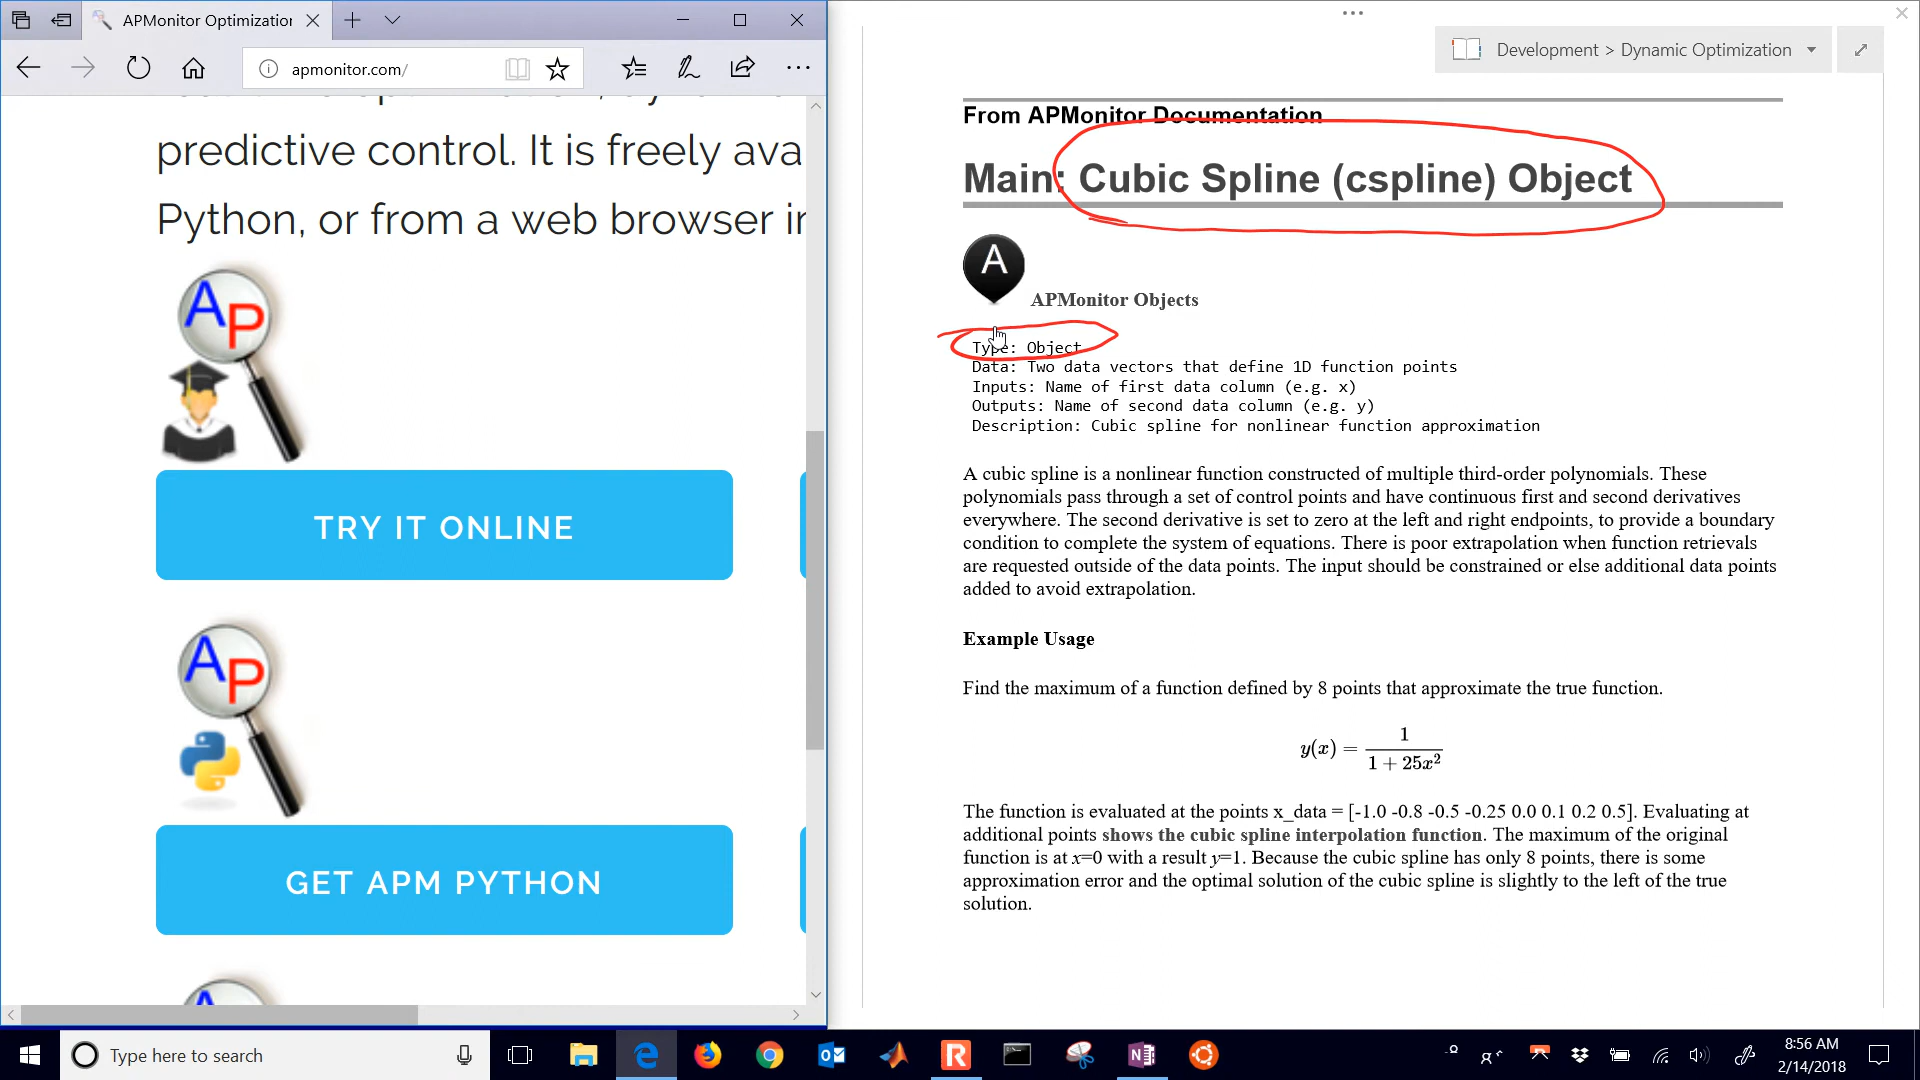 APMonitor Optimization
apmonitor.com/
predictive control. It is freely ava
Python, or from a web browser in
AP
TRY IT ONLINE
AP
GET APM PYTHON
AP
Development > Dynamic Optimization
From APMonitor Documentation
Main: Cubic Spline (cspline) Object
A
APMonitor Objects
Type: Object
Data: Two data vectors that define 1D function points
Inputs: Name of first data column (e.g. x)
Outputs: Name of second data column (e.g. y)
Description: Cubic spline for nonlinear function approximation
A cubic spline is a nonlinear function constructed of multiple third-order polynomials. These
polynomials pass through a set of control points and have continuous first and second derivatives
everywhere. The second derivative is set to zero at the left and right endpoints, to provide a boundary
condition to complete the system of equations. There is poor extrapolation when function retrievals
are requested outside of the data points. The input should be constrained or else additional data points
added to avoid extrapolation.
Example Usage
Find the maximum of a function defined by 8 points that approximate the true function.
y(x) = 1 / (1 + 25x²)
The function is evaluated at the points x_data = [-1.0 -0.8 -0.5 -0.25 0.0 0.1 0.2 0.5]. Evaluating at
additional points shows the cubic spline interpolation function. The maximum of the original
function is at x=0 with a result y=1. Because the cubic spline has only 8 points, there is some
approximation error and the optimal solution of the cubic spline is slightly to the left of the true
solution.
Type here to search
8:56 AM
2/14/2018